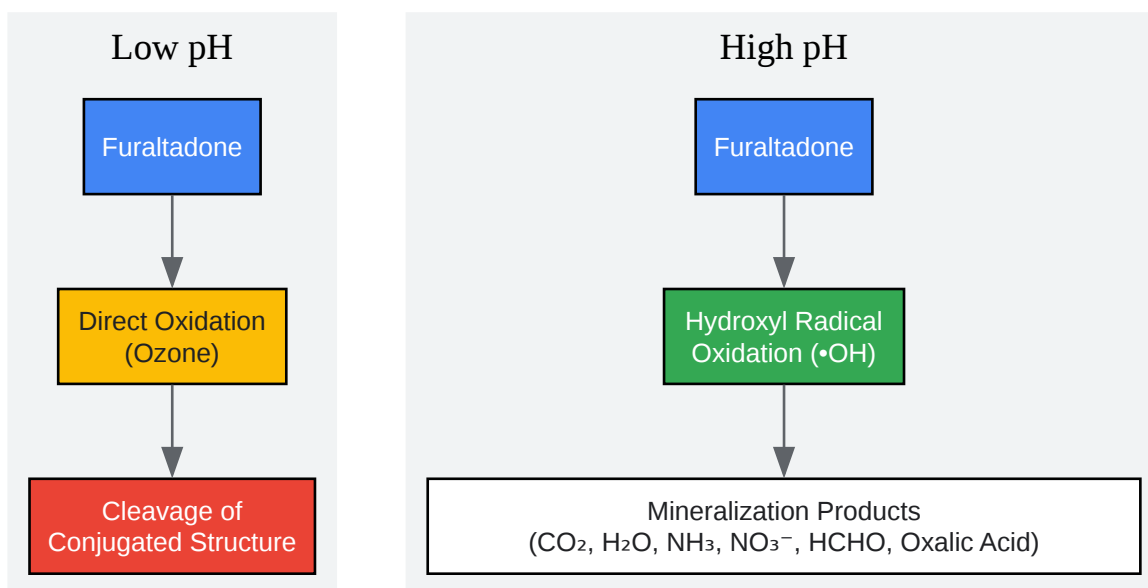 Low pH
Furaltadone
Direct Oxidation
(Ozone)
Cleavage of
Conjugated Structure
High pH
Furaltadone
Hydroxyl Radical
Oxidation (•OH)
Mineralization Products
(CO₂, H₂O, NH₃, NO₃⁻, HCHO, Oxalic Acid)